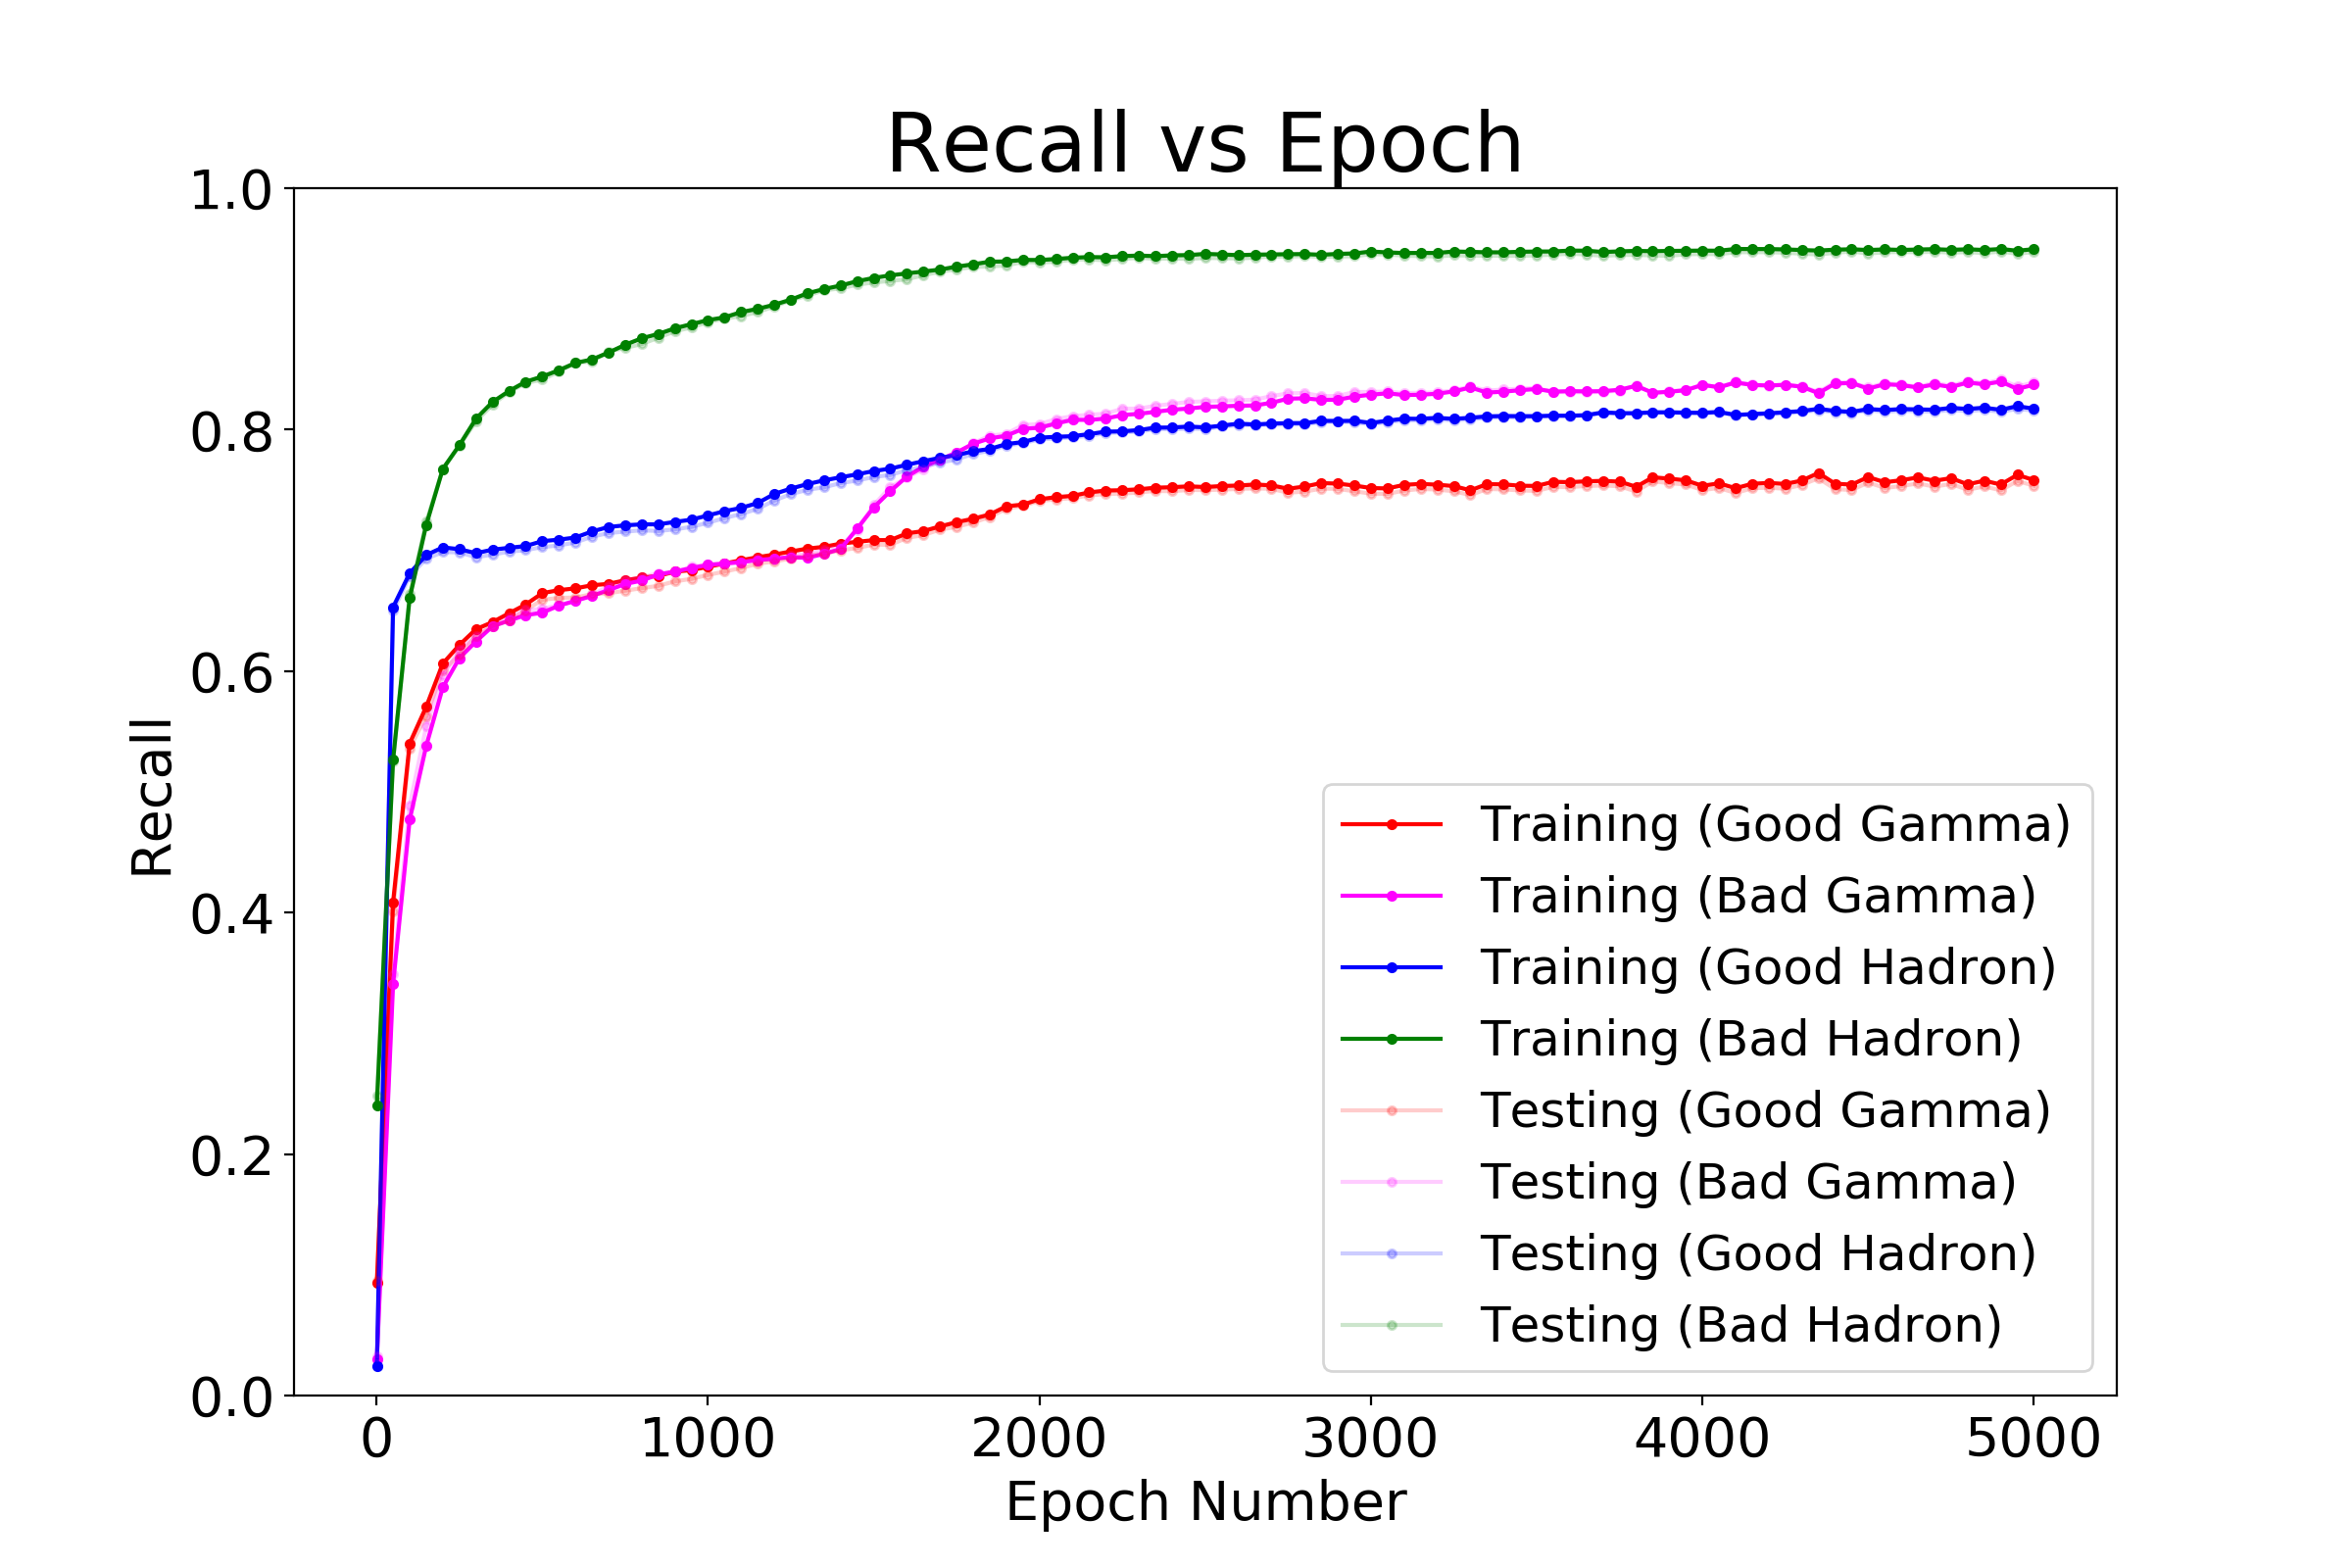 Recall vs Epoch
1.0
0.8
0.6
0.4
0.2
0.0
Recall
0 1000 2000 3000 4000 5000
Epoch Number
Training (Good Gamma)
Training (Bad Gamma)
Training (Good Hadron)
Training (Bad Hadron)
Testing (Good Gamma)
Testing (Bad Gamma)
Testing (Good Hadron)
Testing (Bad Hadron)